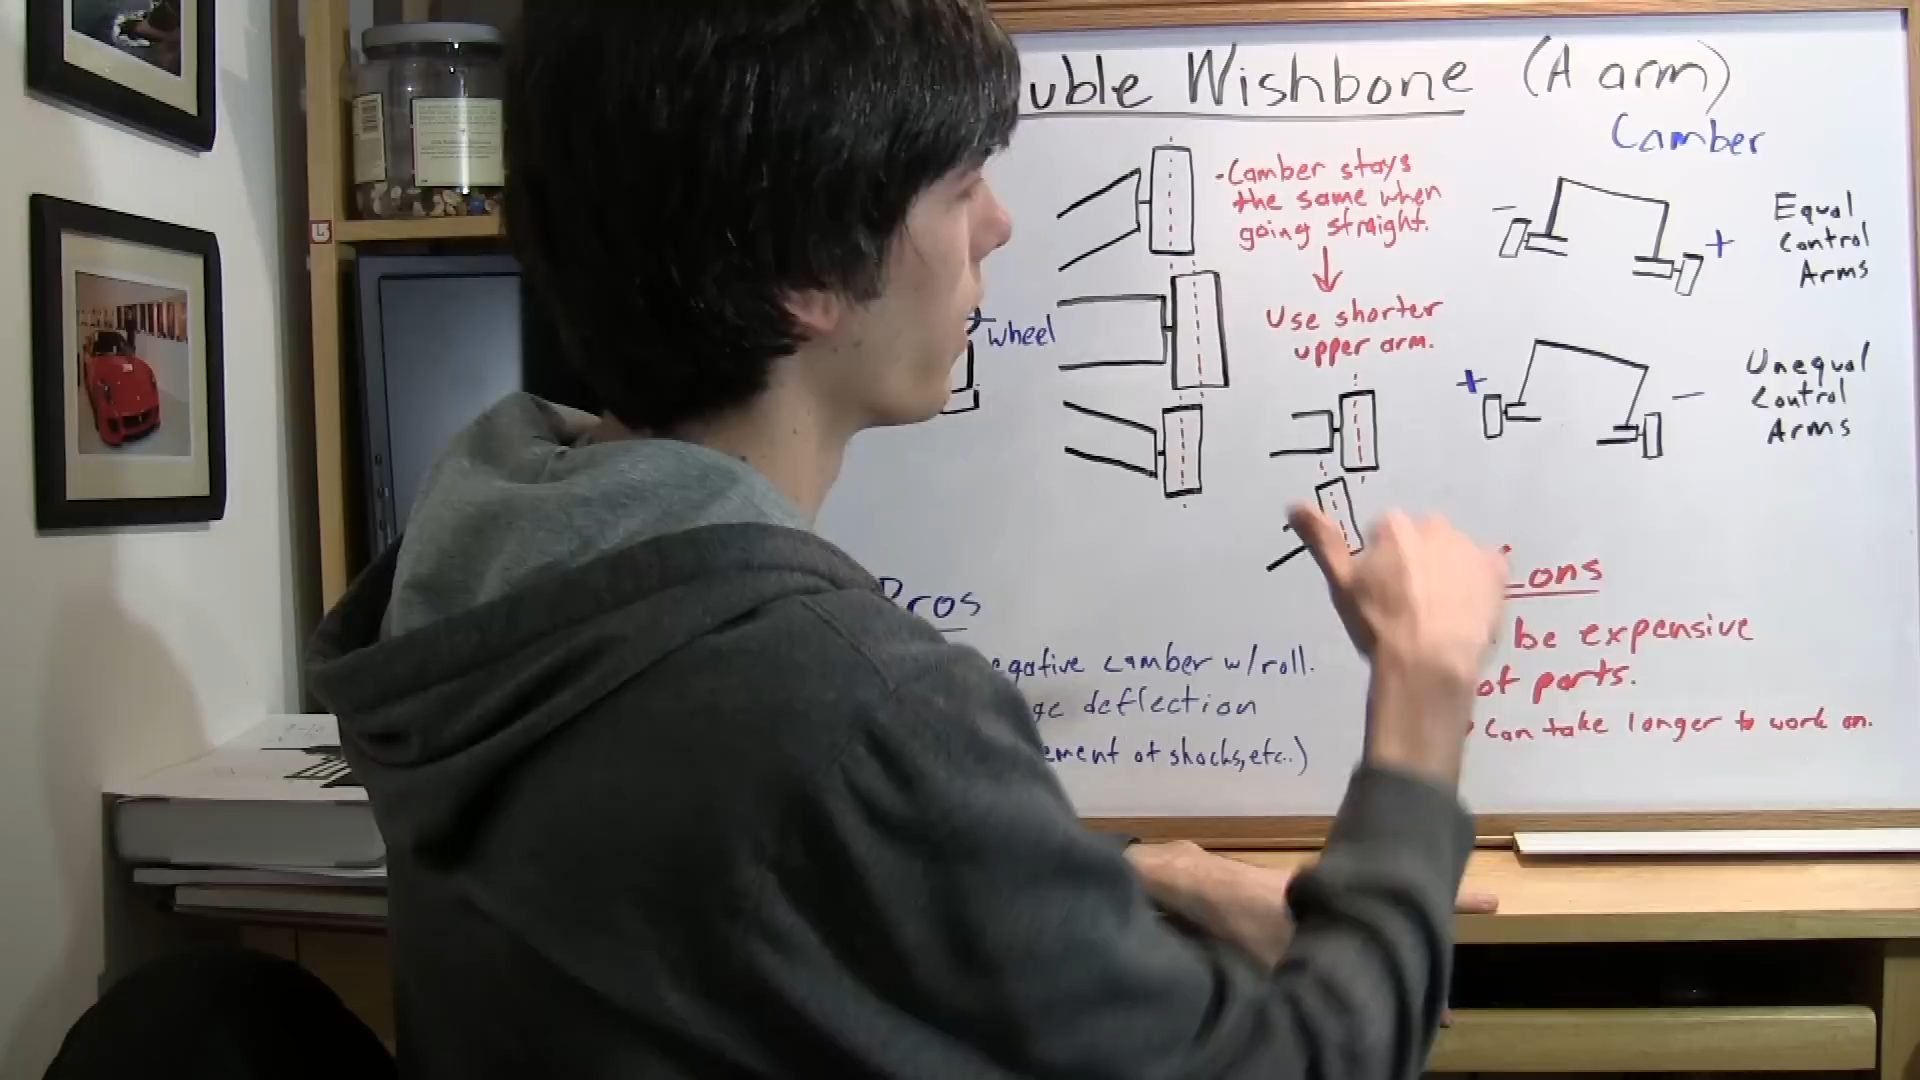 uble Wishbone (A arm)
Camber
-Camber stays
the same when
going straight.
Use shorter
upper arm.
wheel
-
+
Equal
Control
Arms
+
-
Unequal
Control
Arms
Pros
egative camber w/roll.
ge deflection
ement of shocks, etc..)
Cons
be expensive
of parts.
• Can take longer to work on.